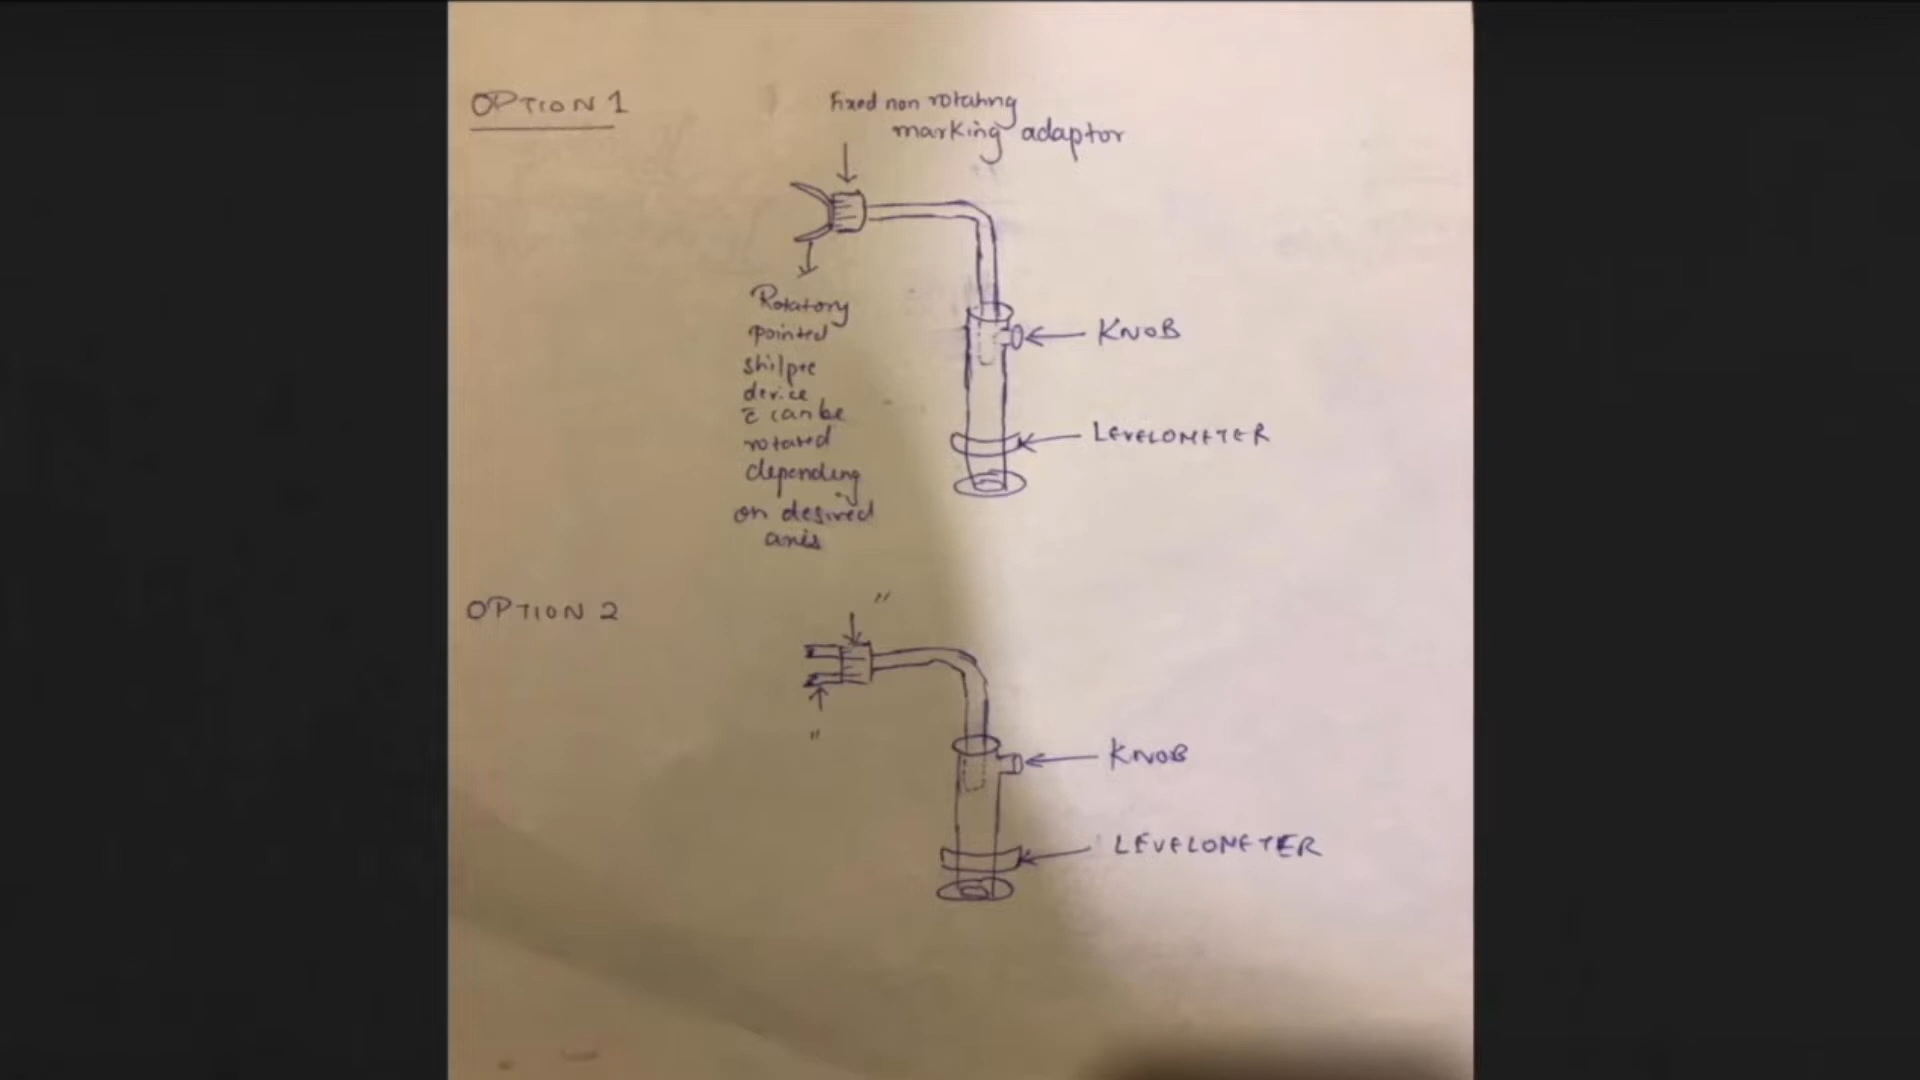 OPTION 1
Fixed non rotating
marking adaptor
Rotatory
pointed
device
c̄ can be
rotated
depending
on desired
axis
KNOB
LEVELOMETER
OPTION 2
"
"
KNOB
LEVELOMETER